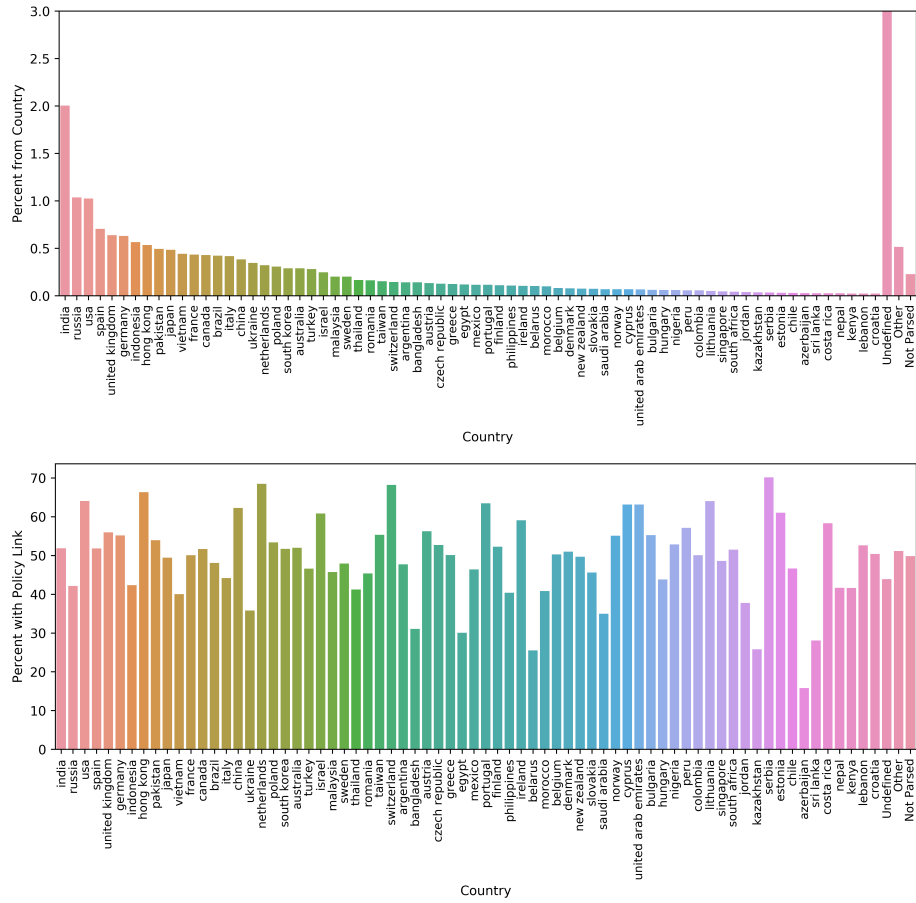 3.0
2.5
2.0
1.5
1.0
0.5
0.0
Percent from Country
india
russia
usa
spain
united kingdom
germany
indonesia
hong kong
pakistan
japan
vietnam
france
canada
brazil
italy
china
ukraine
netherlands
poland
south korea
australia
turkey
israel
malaysia
sweden
thailand
romania
taiwan
switzerland
argentina
bangladesh
austria
czech republic
greece
egypt
mexico
portugal
finland
philippines
ireland
belarus
morocco
belgium
denmark
new zealand
slovakia
saudi arabia
norway
cyprus
united arab emirates
bulgaria
hungary
nigeria
peru
colombia
lithuania
singapore
south africa
jordan
kazakhstan
serbia
estonia
chile
azerbaijan
sri lanka
costa rica
nepal
kenya
lebanon
croatia
Undefined
Other
Not Parsed
Country
70
60
50
40
30
20
10
0
Percent with Policy Link
india
russia
usa
spain
united kingdom
germany
indonesia
hong kong
pakistan
japan
vietnam
france
canada
brazil
italy
china
ukraine
netherlands
poland
south korea
australia
turkey
israel
malaysia
sweden
thailand
romania
taiwan
switzerland
argentina
bangladesh
austria
czech republic
greece
egypt
mexico
portugal
finland
philippines
ireland
belarus
morocco
belgium
denmark
new zealand
slovakia
saudi arabia
norway
cyprus
united arab emirates
bulgaria
hungary
nigeria
peru
colombia
lithuania
singapore
south africa
jordan
kazakhstan
serbia
estonia
chile
azerbaijan
sri lanka
costa rica
nepal
kenya
lebanon
croatia
Undefined
Other
Not Parsed
Country